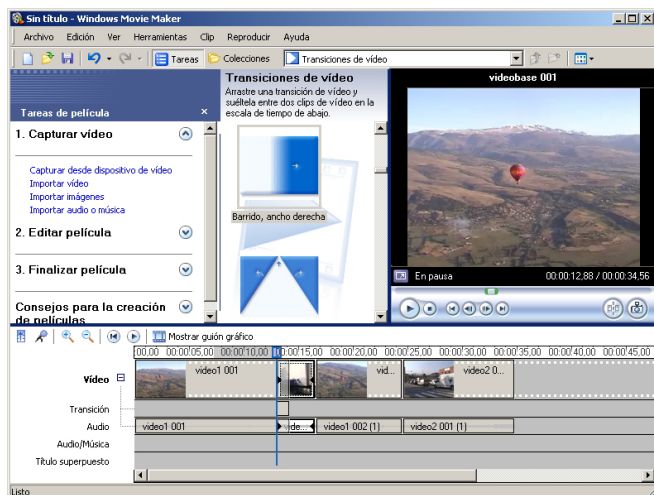 Sin título - Windows Movie Maker
Archivo Edición Ver Herramientas Clip Reproducir Ayuda
Tareas Colecciones Transiciones de vídeo
Tareas de película
1. Capturar vídeo
Capturar desde dispositivo de vídeo
Importar vídeo
Importar imágenes
Importar audio o música
2. Editar película
3. Finalizar película
Consejos para la creación
de películas
Transiciones de vídeo
Arrastre una transición de vídeo y
suéltela entre dos clips de vídeo en la
escala de tiempo de abajo.
Barrido, ancho derecha
videobase 001
En pausa 00:00:12,88 / 00:00:34,56
Mostrar guión gráfico
00,00 00:00'05,00 00:00'10,00 0:00'15,00 00:00'20,00 00:00'25,00 00:00'30,00 00:00'35,00 00:00'40,00 00:00'45,00
Vídeo video1 001 vid... video2 0...
Transición
Audio video1 001 vide... video1 002 (1) video2 001 (1)
Audio/Música
Título superpuesto
Listo